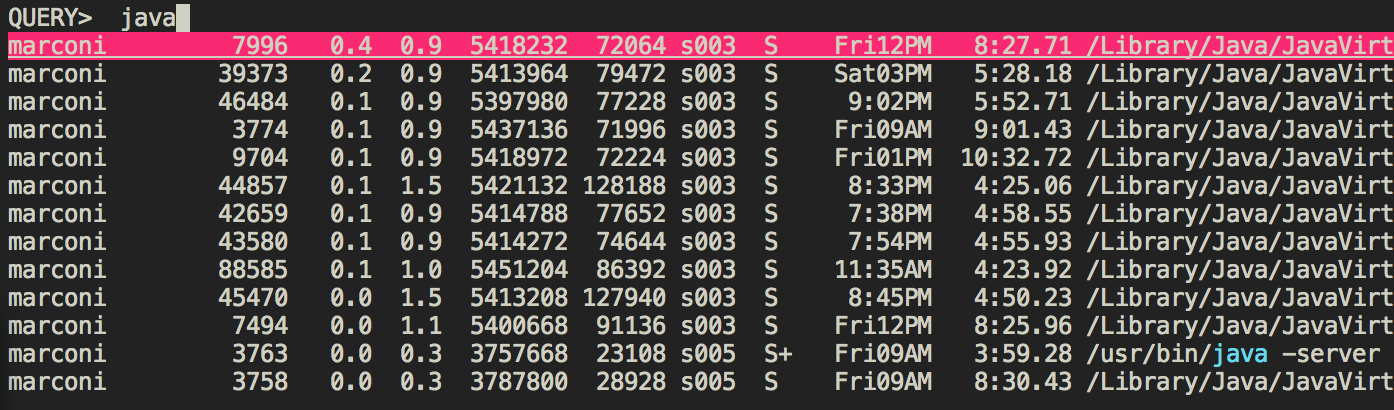 QUERY> java
marconi 7996 0.4 0.9 5418232 72064 s003 S Fri12PM 8:27.71 /Library/Java/JavaVirt
marconi 39373 0.2 0.9 5413964 79472 s003 S Sat03PM 5:28.18 /Library/Java/JavaVirt
marconi 46484 0.1 0.9 5397980 77228 s003 S 9:02PM 5:52.71 /Library/Java/JavaVirt
marconi 3774 0.1 0.9 5437136 71996 s003 S Fri09AM 9:01.43 /Library/Java/JavaVirt
marconi 9704 0.1 0.9 5418972 72224 s003 S Fri01PM 10:32.72 /Library/Java/JavaVirt
marconi 44857 0.1 1.5 5421132 128188 s003 S 8:33PM 4:25.06 /Library/Java/JavaVirt
marconi 42659 0.1 0.9 5414788 77652 s003 S 7:38PM 4:58.55 /Library/Java/JavaVirt
marconi 43580 0.1 0.9 5414272 74644 s003 S 7:54PM 4:55.93 /Library/Java/JavaVirt
marconi 88585 0.1 1.0 5451204 86392 s003 S 11:35AM 4:23.92 /Library/Java/JavaVirt
marconi 45470 0.0 1.5 5413208 127940 s003 S 8:45PM 4:50.23 /Library/Java/JavaVirt
marconi 7494 0.0 1.1 5400668 91136 s003 S Fri12PM 8:25.96 /Library/Java/JavaVirt
marconi 3763 0.0 0.3 3757668 23108 s005 S+ Fri09AM 3:59.28 /usr/bin/java -server
marconi 3758 0.0 0.3 3787800 28928 s005 S Fri09AM 8:30.43 /Library/Java/JavaVirt